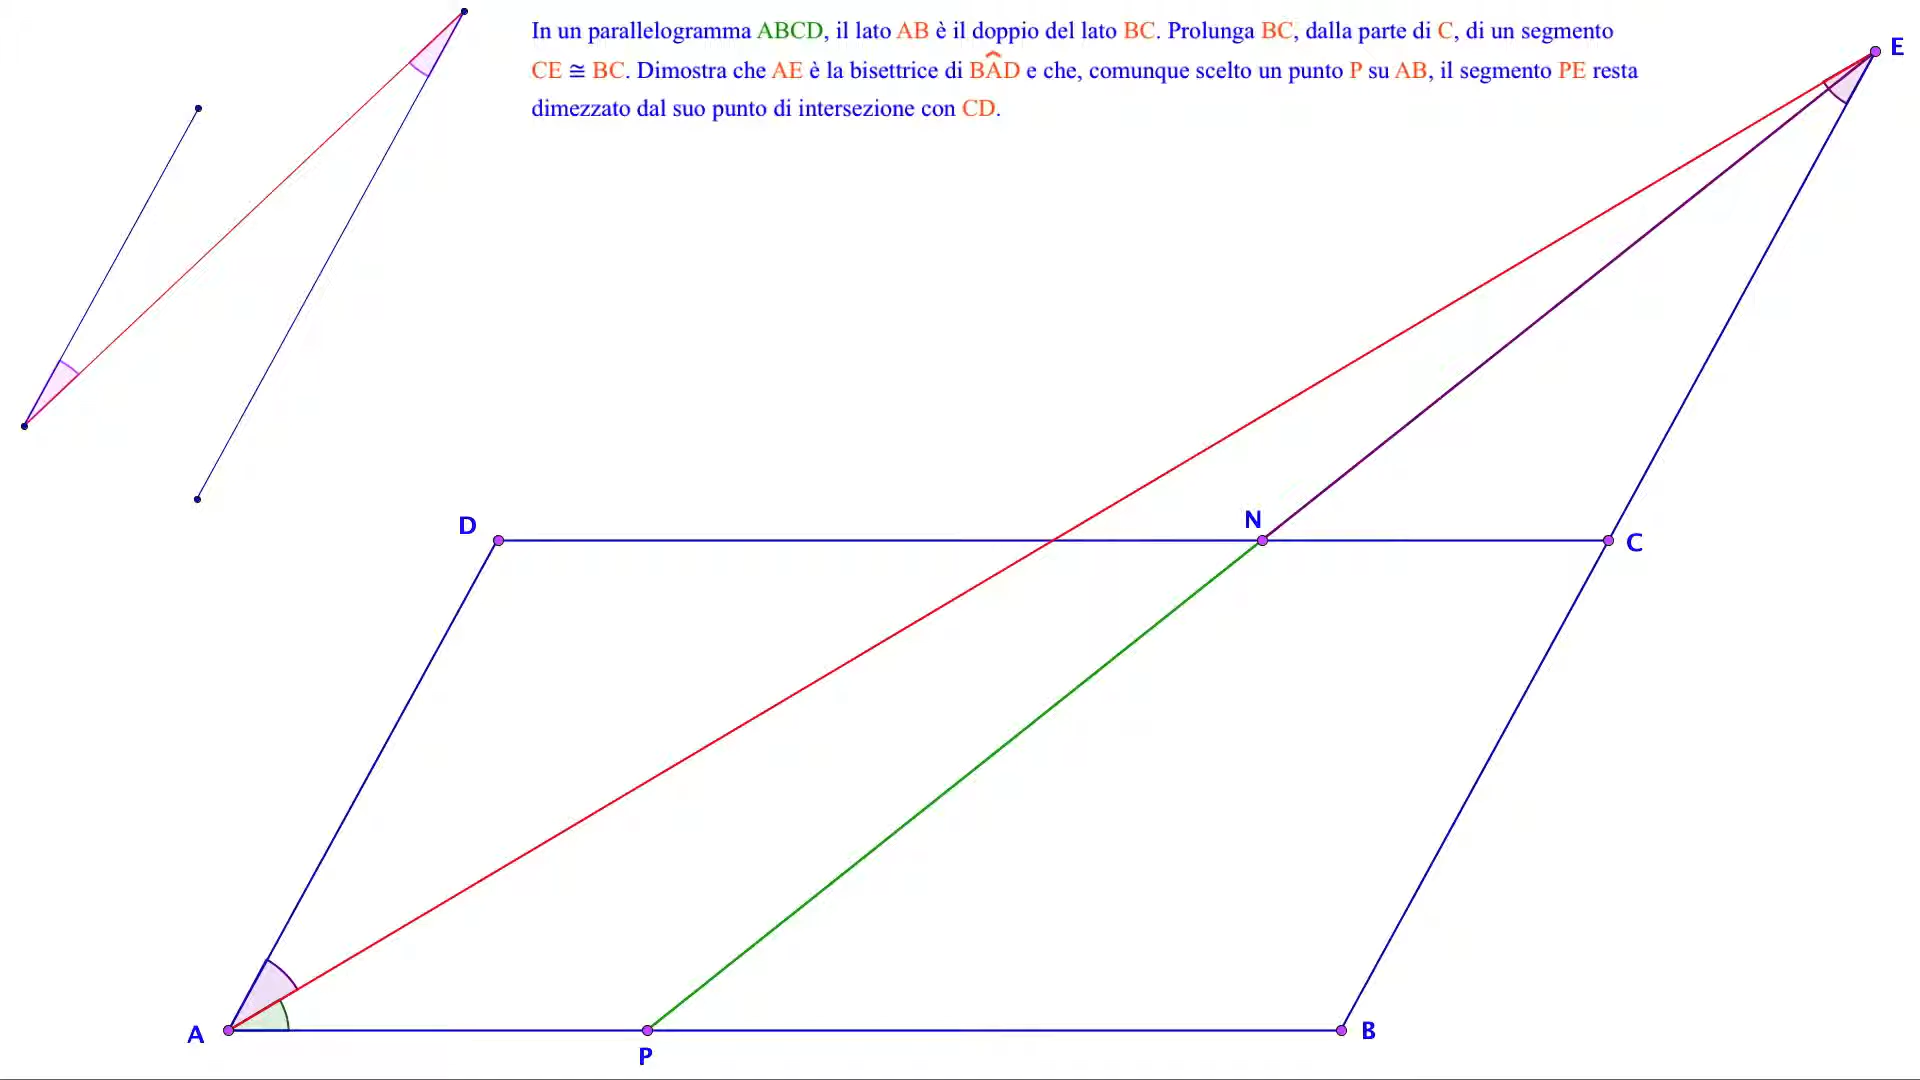 In un parallelogramma ABCD, il lato AB è il doppio del lato BC. Prolunga BC, dalla parte di C, di un segmento
CE ≅ BC. Dimostra che AE è la bisettrice di BAD e che, comunque scelto un punto P su AB, il segmento PE resta
dimezzato dal suo punto di intersezione con CD.
E
D
N
C
A
P
B